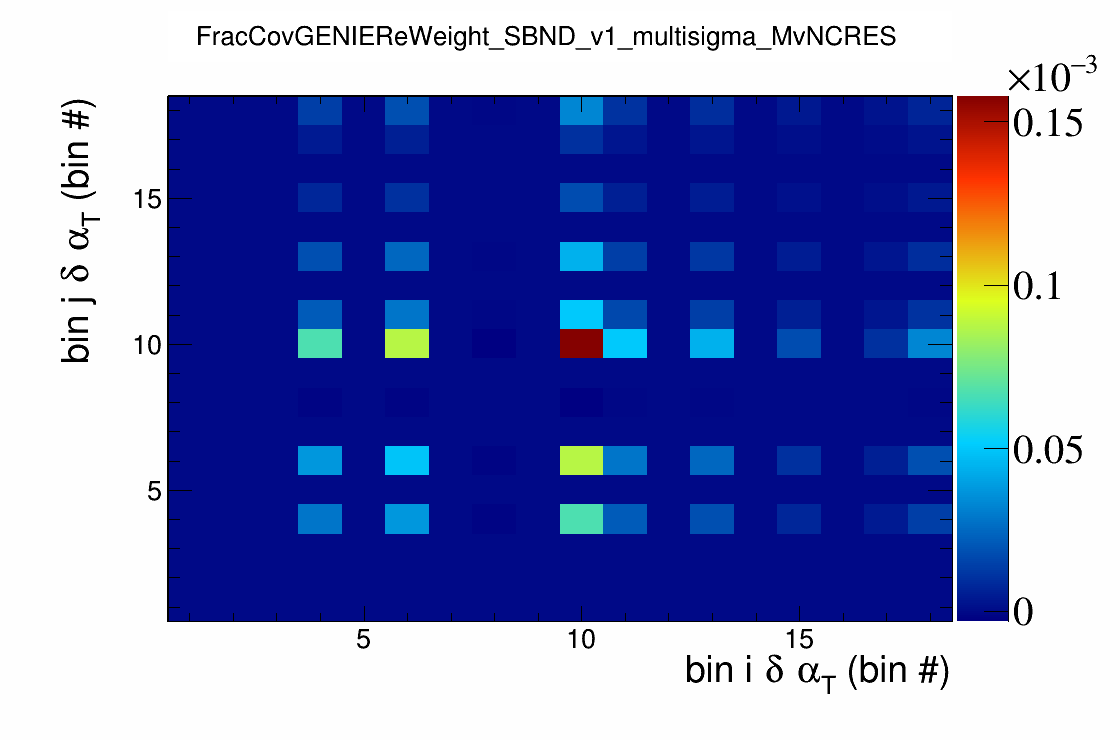 FracCovGENIEReWeight_SBND_v1_multisigma_MvNCRES
×10⁻³
bin j δ α_T (bin #)
15
10
5
0.15
0.1
0.05
0
5 10 15
bin i δ α_T (bin #)